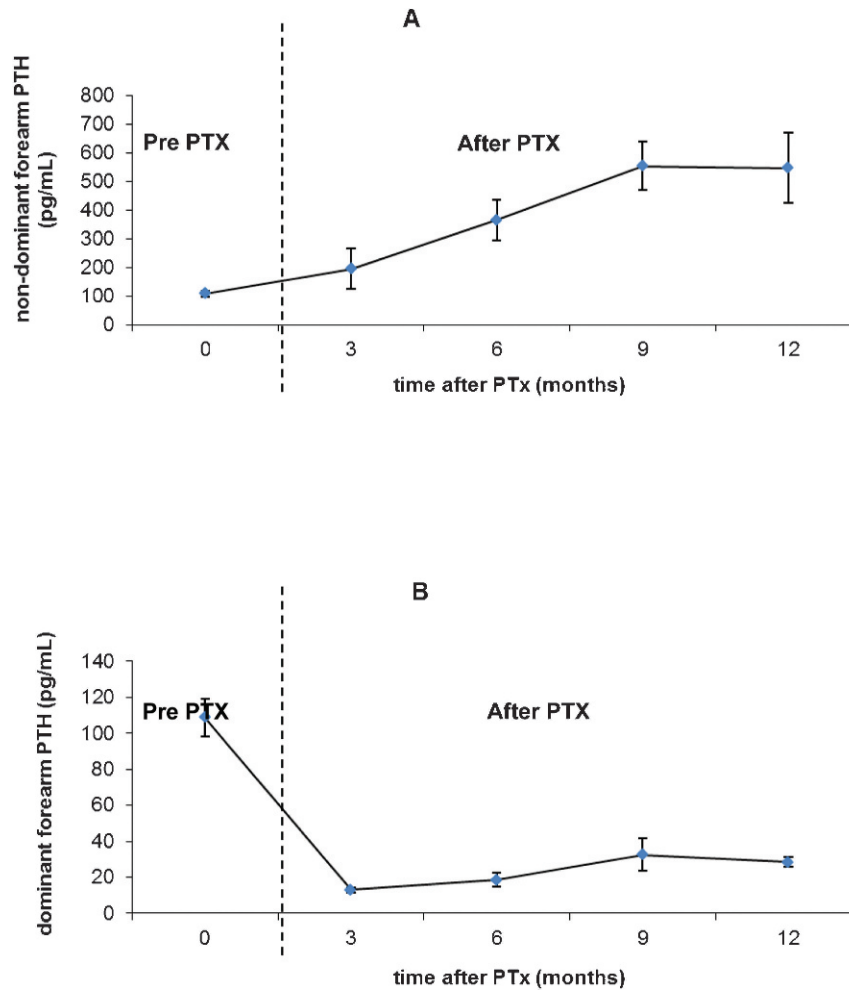 A
non-dominant forearm PTH
(pg/mL)
800
700
600
500
400
300
200
100
0
Pre PTX
After PTX
0 3 6 9 12
time after PTx (months)
B
dominant forearm PTH (pg/mL)
140
120
100
80
60
40
20
0
Pre PTX
After PTX
0 3 6 9 12
time after PTx (months)